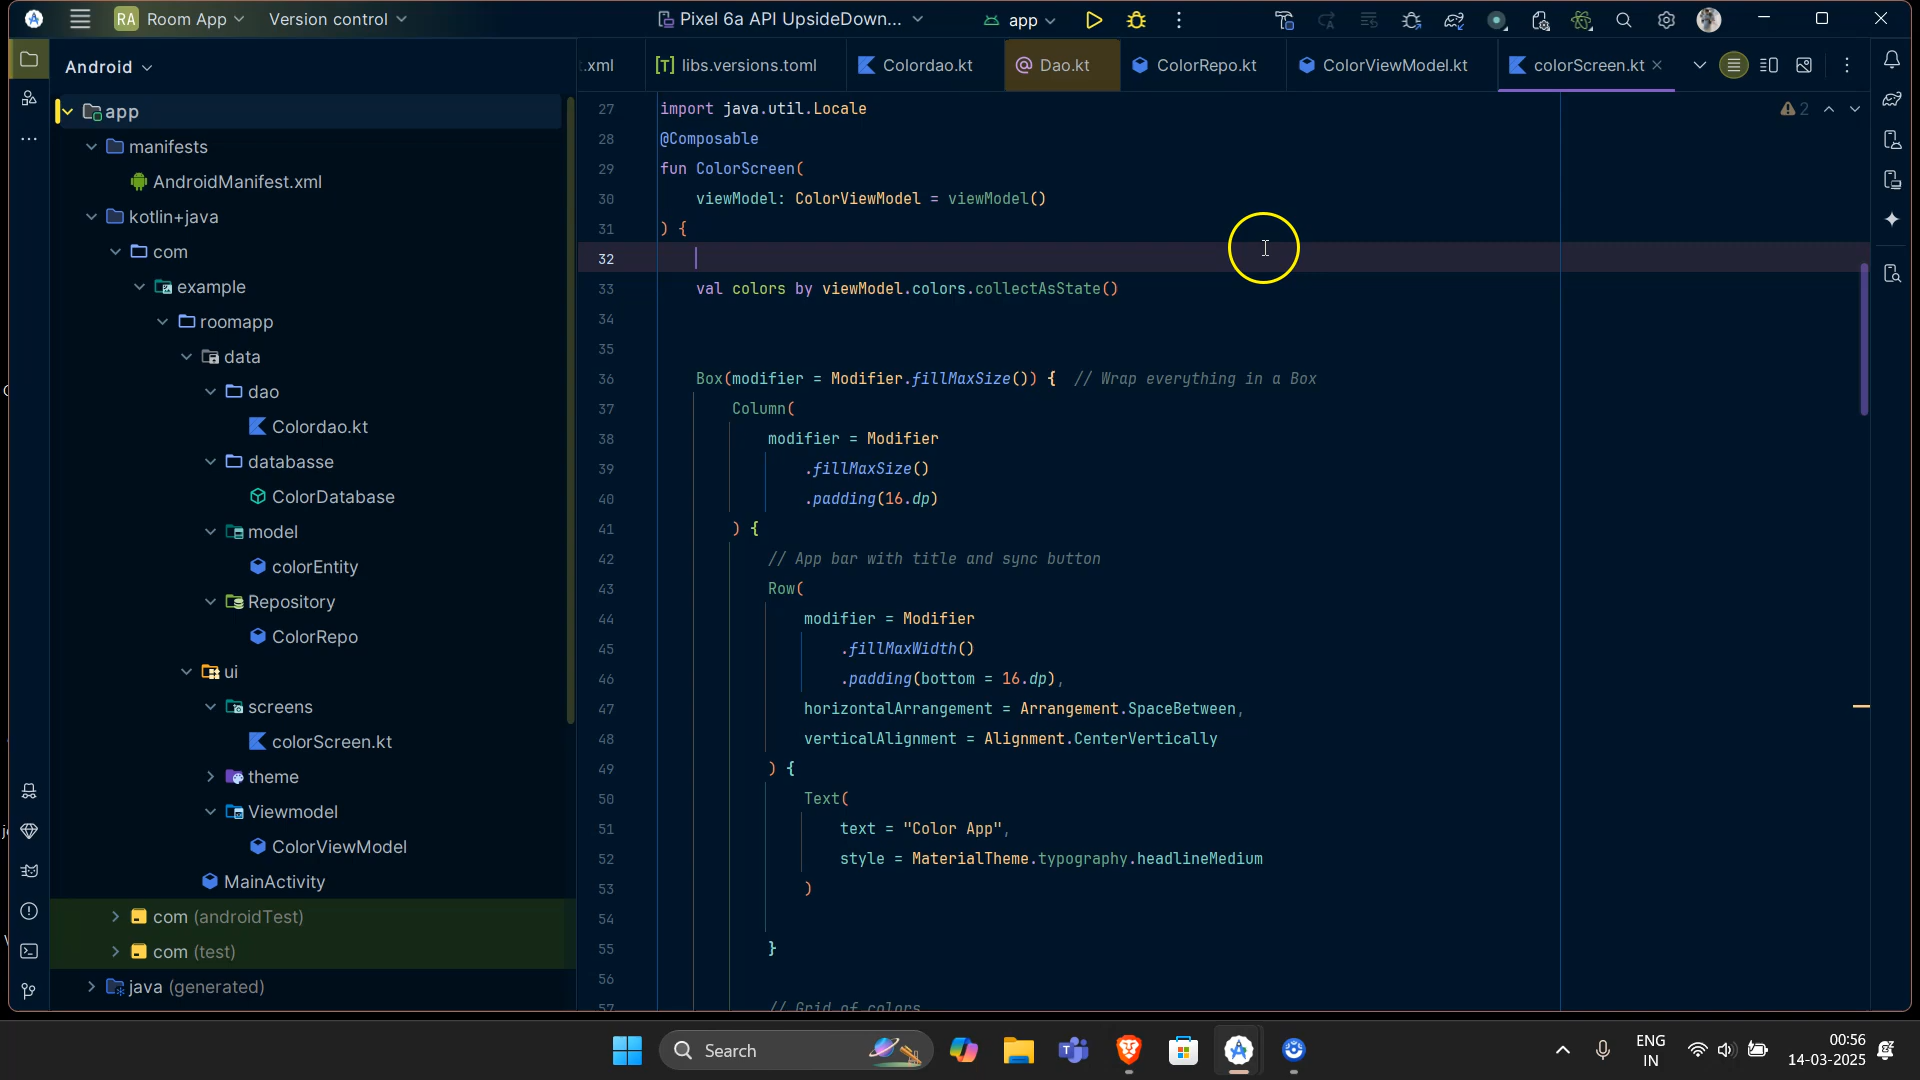 RA Room App Version control Pixel 6a API UpsideDown... app
Android
.xml [T] libs.versions.toml Colordao.kt Dao.kt ColorRepo.kt ColorViewModel.kt colorScreen.kt
app
manifests
AndroidManifest.xml
kotlin+java
com
example
roomapp
data
dao
Colordao.kt
databasse
ColorDatabase
model
colorEntity
Repository
ColorRepo
ui
screens
colorScreen.kt
theme
Viewmodel
ColorViewModel
MainActivity
com (androidTest)
com (test)
java (generated)
27 import java.util.Locale
2
28 @Composable
29 fun ColorScreen(
30 viewModel: ColorViewModel = viewModel()
31 ) {
32
33 val colors by viewModel.colors.collectAsState()
34
35
36 Box(modifier = Modifier.fillMaxSize()) { // Wrap everything in a Box
37 Column(
38 modifier = Modifier
39 .fillMaxSize()
40 .padding(16.dp)
41 ) {
42 // App bar with title and sync button
43 Row(
44 modifier = Modifier
45 .fillMaxWidth()
46 .padding(bottom = 16.dp),
47 horizontalArrangement = Arrangement.SpaceBetween,
48 verticalAlignment = Alignment.CenterVertically
49 ) {
50 Text(
51 text = "Color App",
52 style = MaterialTheme.typography.headlineMedium
53 )
54
55 }
56
57 // Grid of colors
Search
ENG
IN
00:56
14-03-2025